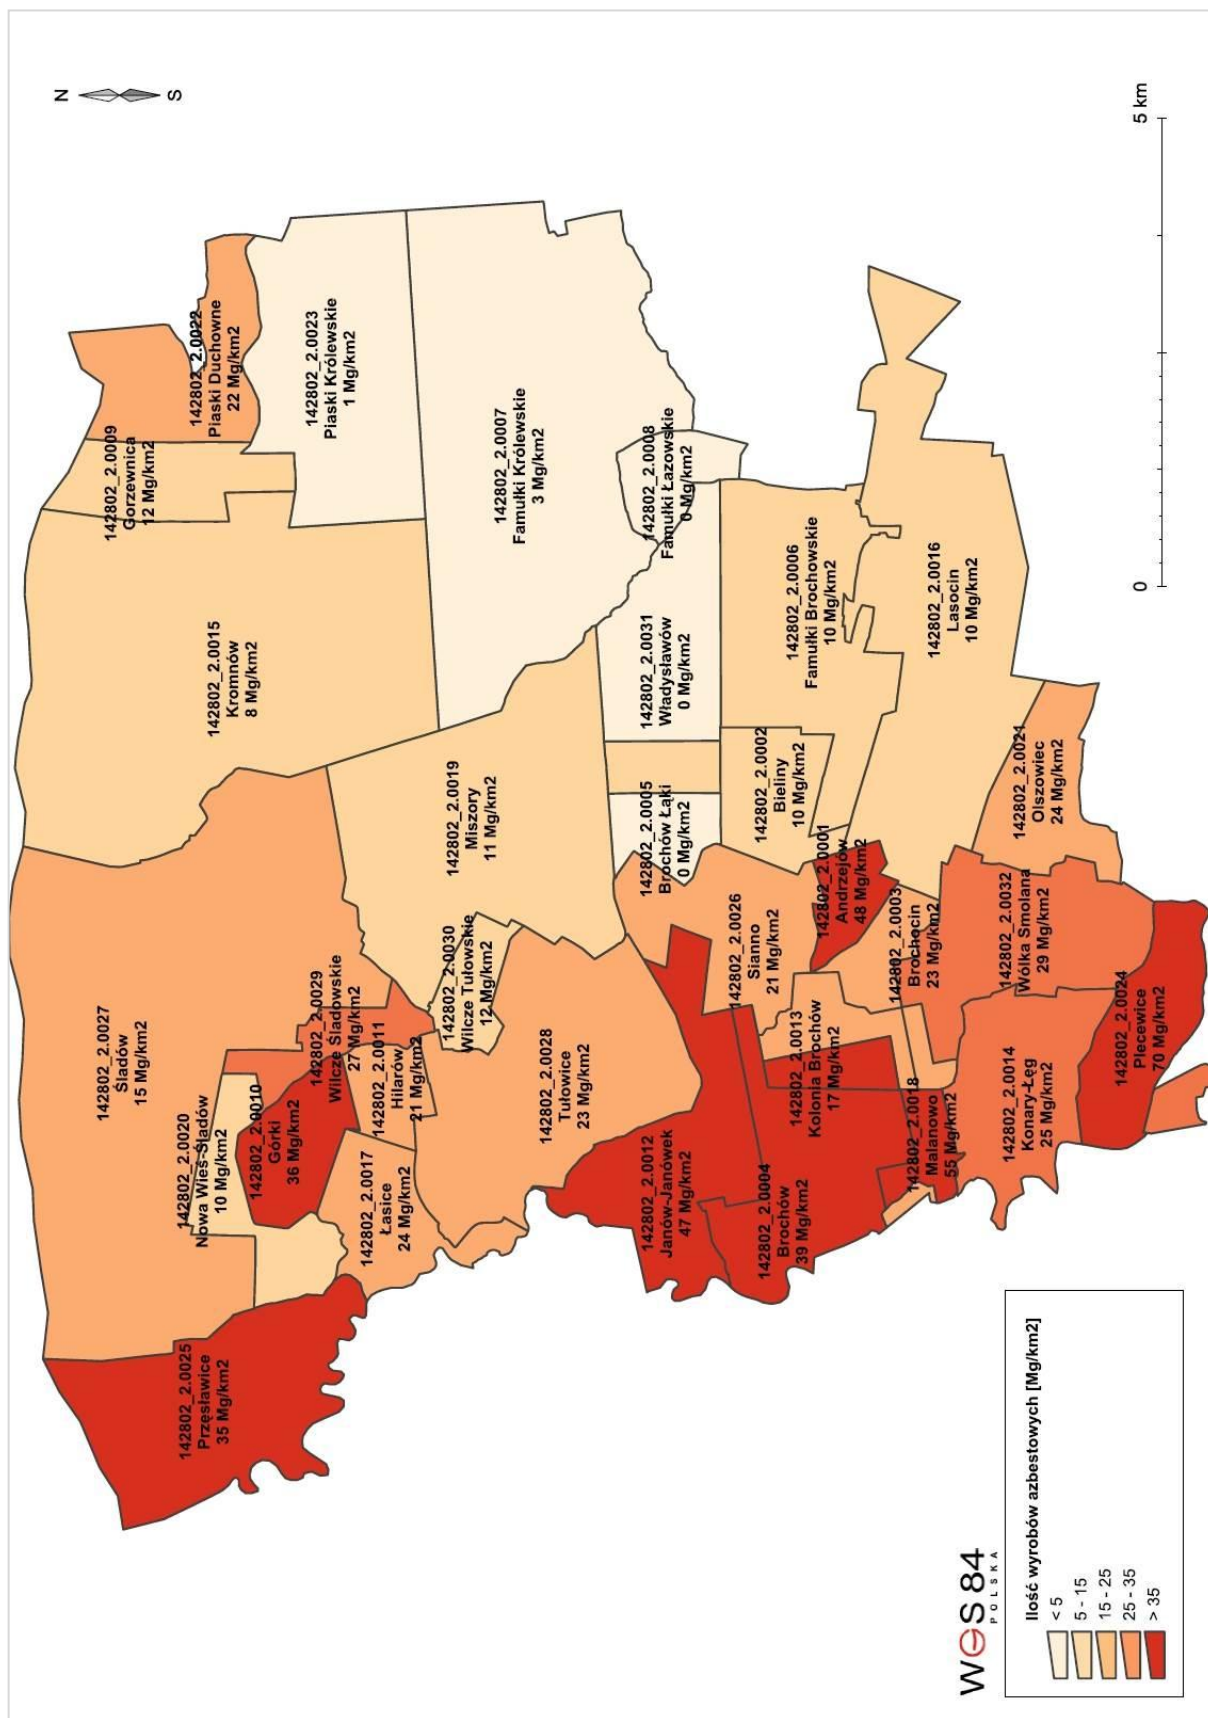 N
S
142802_2.0022
Piaski Duchowne
22 Mg/km2
142802_2.0009
Gorzewnica
12 Mg/km2
142802_2.0023
Piaski Królewskie
1 Mg/km2
142802_2.0015
Kromnów
8 Mg/km2
142802_2.0007
Famułki Królewskie
3 Mg/km2
142802_2.0008
Famułki Łazowskie
0 Mg/km2
142802_2.0031
Władysławów
0 Mg/km2
142802_2.0006
Famułki Brochowskie
10 Mg/km2
142802_2.0016
Lasocin
10 Mg/km2
142802_2.0019
Miszory
11 Mg/km2
142802_2.0005
Brochów Łąki
0 Mg/km2
142802_2.0002
Bieliny
10 Mg/km2
142802_2.0021
Olszowiec
24 Mg/km2
142802_2.0001
Andrzejów
48 Mg/km2
142802_2.0027
Śladów
15 Mg/km2
142802_2.0029
Wilcze Śladowskie
27 Mg/km2
142802_2.0030
Wilcze Tułowskie
12 Mg/km2
142802_2.0026
Sianno
21 Mg/km2
142802_2.0003
Brochocin
23 Mg/km2
142802_2.0032
Wólka Smolana
29 Mg/km2
142802_2.0011
Hilarów
21 Mg/km2
142802_2.0028
Tułowice
23 Mg/km2
142802_2.0013
Kolonia Brochów
17 Mg/km2
142802_2.0024
Plecewice
70 Mg/km2
142802_2.0020
Nowa Wieś-Śladów
10 Mg/km2
142802_2.0010
Górki
36 Mg/km2
142802_2.0018
Malanowo
55 Mg/km2
142802_2.0014
Konary-Łęg
25 Mg/km2
142802_2.0017
Łasice
24 Mg/km2
142802_2.0012
Janów-Janówek
47 Mg/km2
142802_2.0004
Brochów
39 Mg/km2
142802_2.0025
Przęsławice
35 Mg/km2
0
5 km
WGS 84
POLSKA
Ilość wyrobów azbestowych [Mg/km2]
< 5
5 - 15
15 - 25
25 - 35
> 35